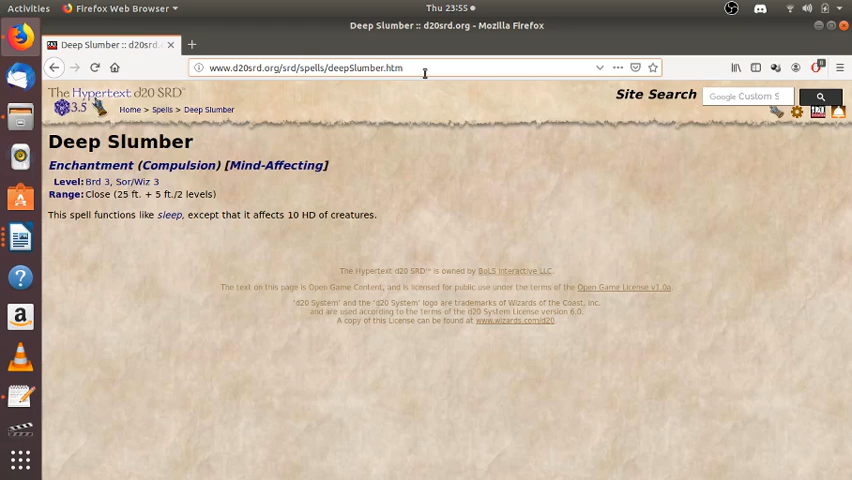 Activities
Firefox Web Browser
Thu 23:55
Deep Slumber :: d20srd.org - Mozilla Firefox
Deep Slumber :: d20srd.o
www.d20srd.org/srd/spells/deepSlumber.htm
The Hypertext d20 SRD™
3.5
Home > Spells > Deep Slumber
Site Search
Google Custom S
Deep Slumber
Enchantment (Compulsion) [Mind-Affecting]
Level: Brd 3, Sor/Wiz 3
Range: Close (25 ft. + 5 ft./2 levels)
This spell functions like sleep, except that it affects 10 HD of creatures.
The Hypertext d20 SRD™ is owned by BoLS Interactive LLC.
The text on this page is Open Game Content, and is licensed for public use under the terms of the Open Game License v1.0a.
'd20 System' and the 'd20 System' logo are trademarks of Wizards of the Coast, Inc.
and are used according to the terms of the d20 System License version 6.0.
A copy of this License can be found at www.wizards.com/d20.